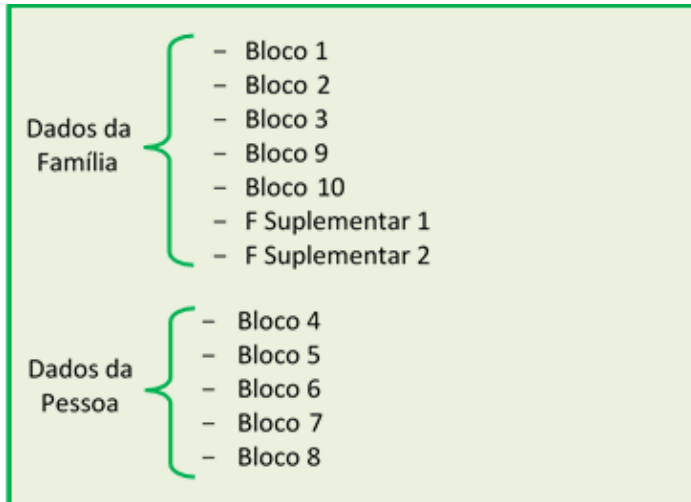 Dados da
Família
– Bloco 1
– Bloco 2
– Bloco 3
– Bloco 9
– Bloco 10
– F Suplementar 1
– F Suplementar 2
Dados da
Pessoa
– Bloco 4
– Bloco 5
– Bloco 6
– Bloco 7
– Bloco 8